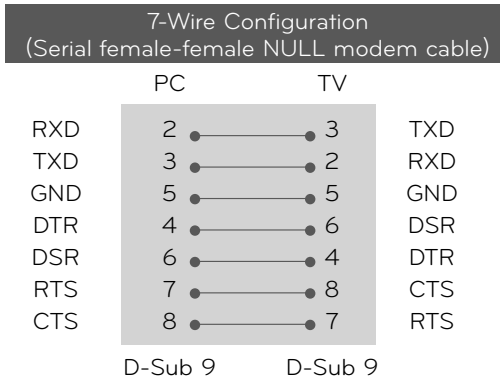 7-Wire Configuration
(Serial female-female NULL modem cable)
PC TV
RXD 2 3 TXD
TXD 3 2 RXD
GND 5 5 GND
DTR 4 6 DSR
DSR 6 4 DTR
RTS 7 8 CTS
CTS 8 7 RTS
D-Sub 9 D-Sub 9